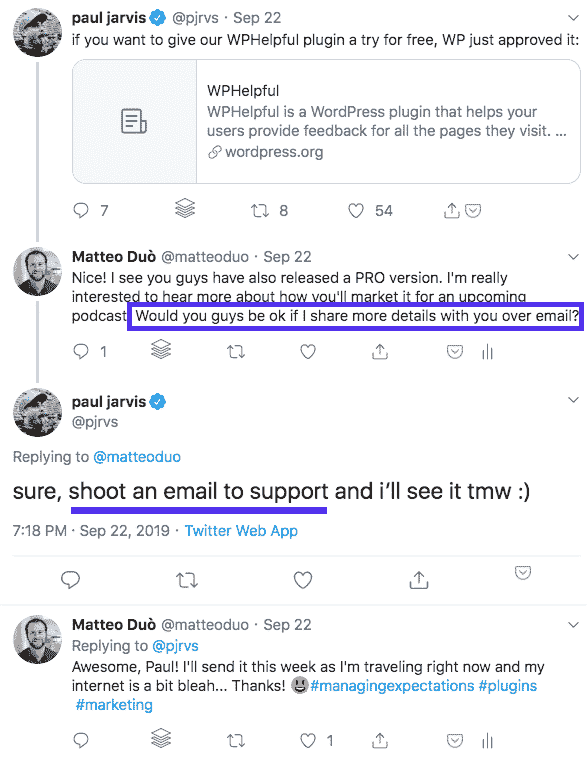 paul jarvis @pjrvs · Sep 22
if you want to give our WPHelpful plugin a try for free, WP just approved it:
WPHelpful
WPHelpful is a WordPress plugin that helps your
users provide feedback for all the pages they visit. ...
wordpress.org
7 8 54
Matteo Duò @matteoduo · Sep 22
Nice! I see you guys have also released a PRO version. I'm really
interested to hear more about how you'll market it for an upcoming
podcast. Would you guys be ok if I share more details with you over email?
1
paul jarvis
@pjrvs
Replying to @matteoduo
sure, shoot an email to support and i'll see it tmw :)
7:18 PM · Sep 22, 2019 · Twitter Web App
Matteo Duò @matteoduo · Sep 22
Replying to @pjrvs
Awesome, Paul! I'll send it this week as I'm traveling right now and my
internet is a bit bleah... Thanks! 😃#managingexpectations #plugins
#marketing
1